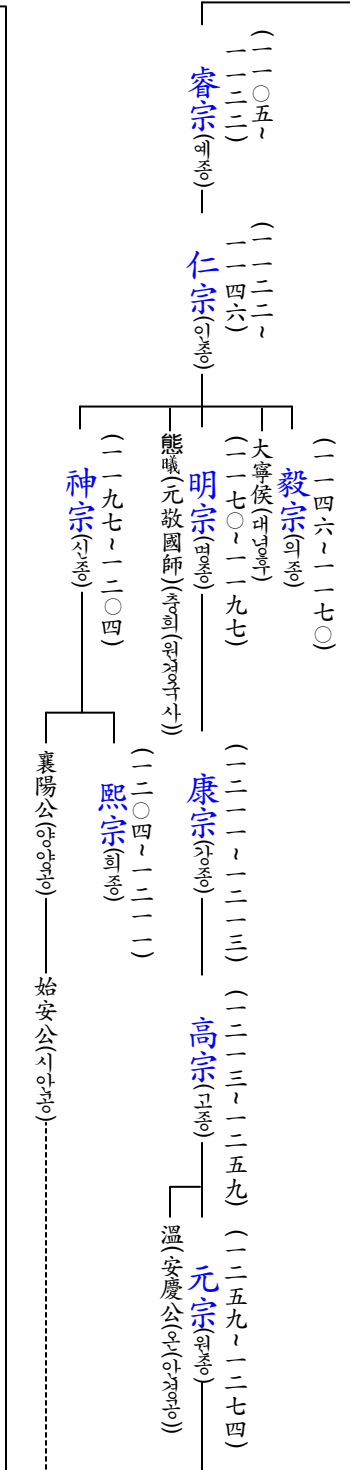 (一一〇五~
一一二二)
睿宗(예종)
(一一二二~
一一四六)
仁宗(인종)
(一一四六~一一七〇)
毅宗(의종)
大寧侯(대녕후)
(一一七〇~一一九七)
明宗(명종)
熊曦(元敬國師)(충희(원경국사))
(一一九七~一二〇四)
神宗(신종)
(一二一一~一二一三)
康宗(강종)
(一二〇四~一二一一)
熙宗(희종)
襄陽公(양양공)
(一二一三~一二五九)
高宗(고종)
始安公(시안공)
(一二五九~一二七四)
元宗(원종)
溫(安慶公(온(안경공))